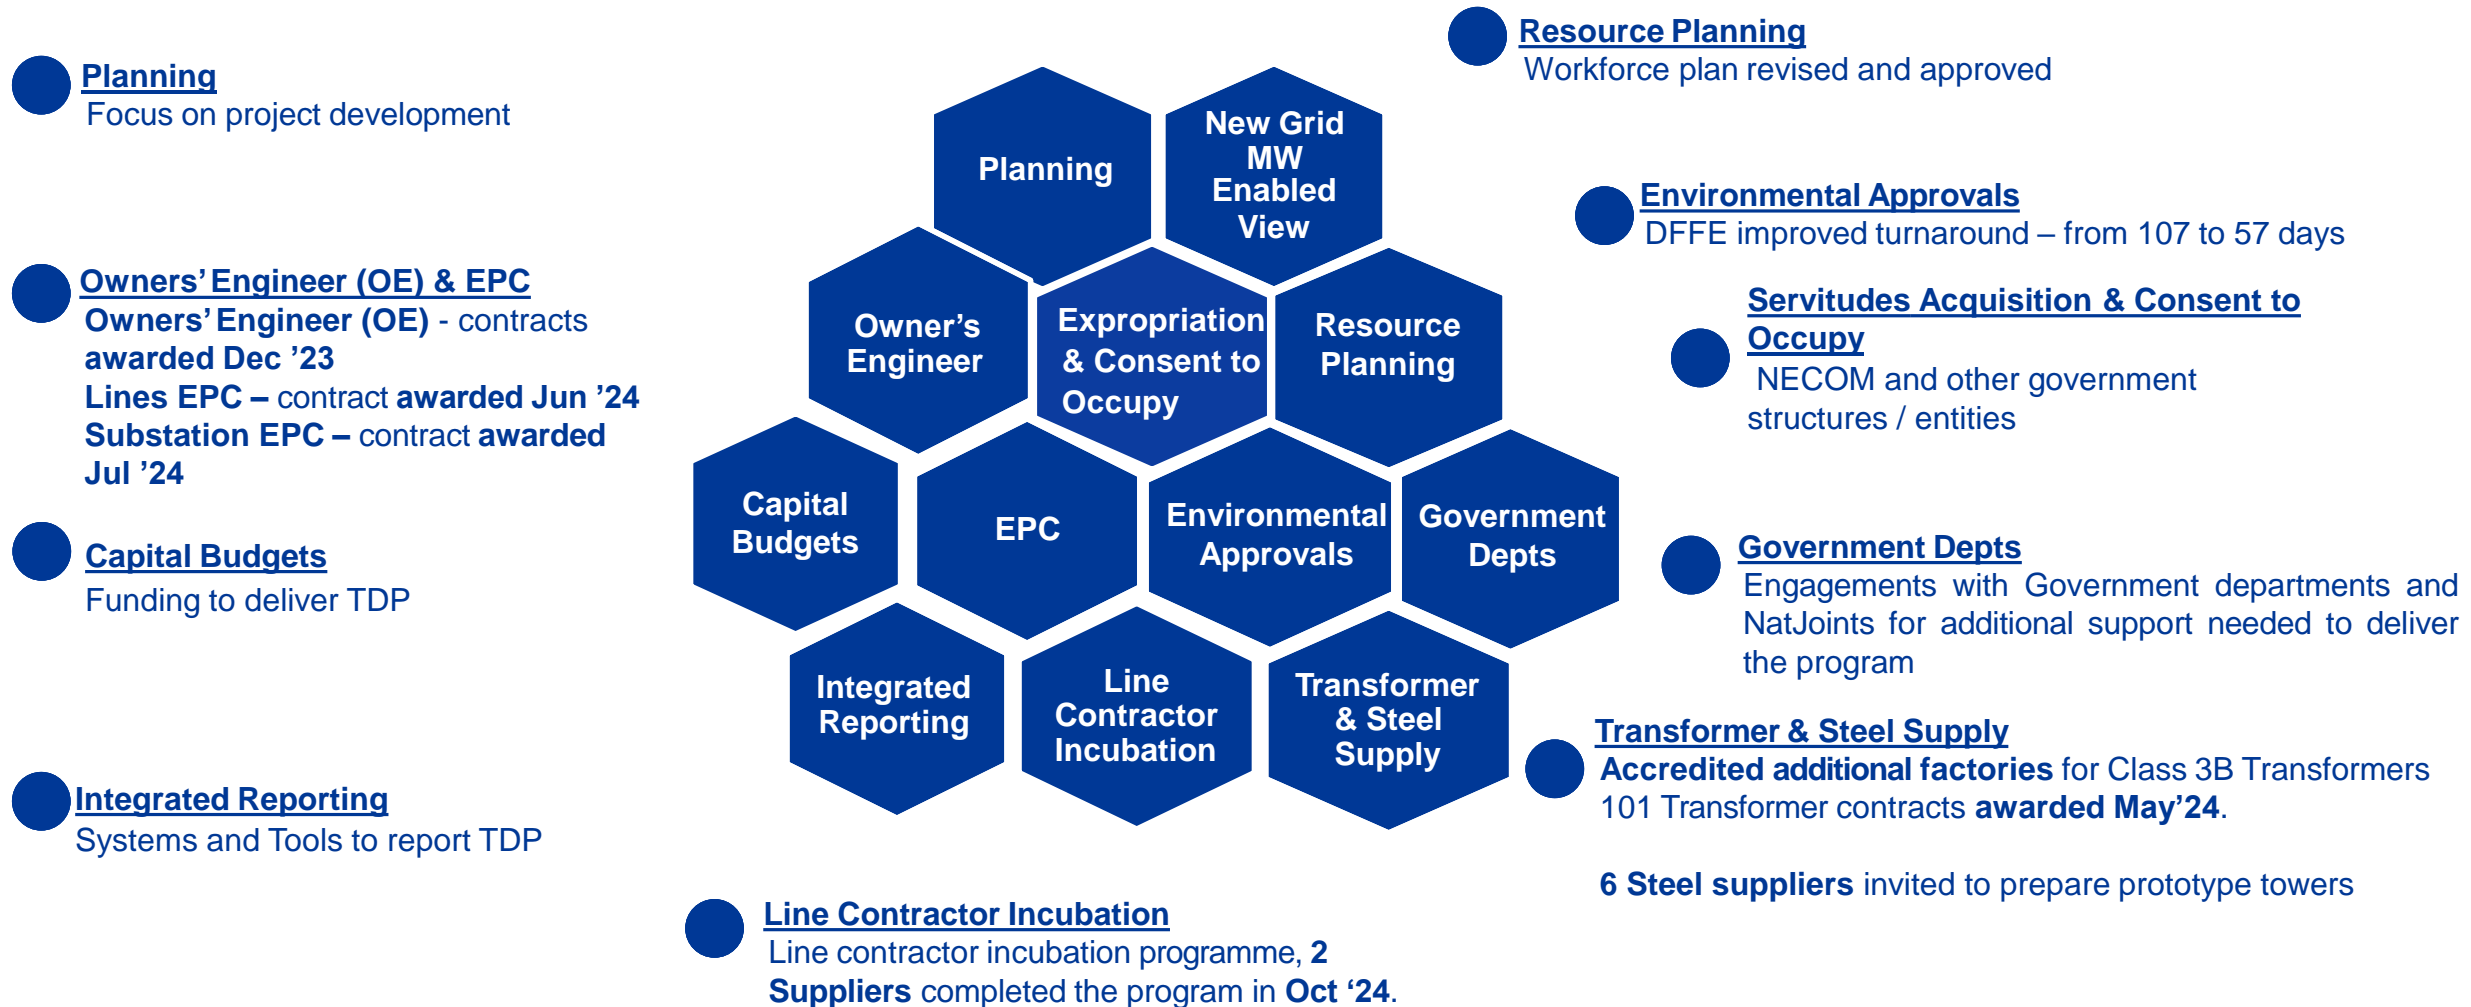 Planning
Focus on project development
Owners’ Engineer (OE) & EPC
Owners’ Engineer (OE) - contracts
awarded Dec ’23
Lines EPC – contract awarded Jun ’24
Substation EPC – contract awarded
Jul ’24
Capital Budgets
Funding to deliver TDP
Integrated Reporting
Systems and Tools to report TDP
Planning
New Grid
MW
Enabled
View
Owner’s
Engineer
Expropriation
& Consent to
Occupy
Resource
Planning
Capital
Budgets
EPC
Environmental
Approvals
Government
Depts
Integrated
Reporting
Line
Contractor
Incubation
Transformer
& Steel
Supply
Line Contractor Incubation
Line contractor incubation programme, 2
Suppliers completed the program in Oct ‘24.
Resource Planning
Workforce plan revised and approved
Environmental Approvals
DFFE improved turnaround – from 107 to 57 days
Servitudes Acquisition & Consent to
Occupy
NECOM and other government
structures / entities
Government Depts
Engagements with Government departments and
NatJoints for additional support needed to deliver
the program
Transformer & Steel Supply
Accredited additional factories for Class 3B Transformers
101 Transformer contracts awarded May’24.
6 Steel suppliers invited to prepare prototype towers